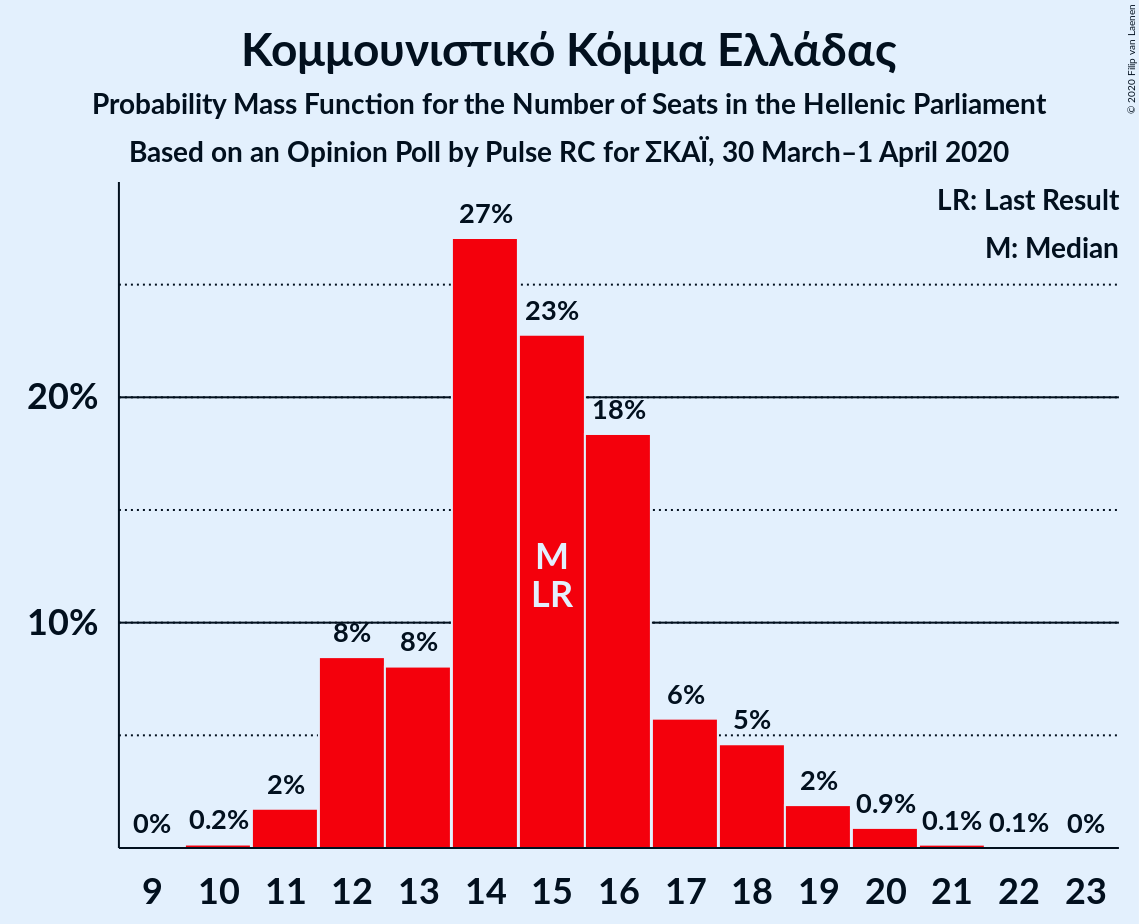 Κομμουνιστικό Κόμμα Ελλάδας
Probability Mass Function for the Number of Seats in the Hellenic Parliament
Based on an Opinion Poll by Pulse RC for ΣΚΑΪ, 30 March–1 April 2020
© 2020 Filip van Laenen
LR: Last Result
M: Median
20%
10%
0%
0.2%
2%
8%
8%
27%
23%
18%
6%
5%
2%
0.9%
0.1%
0.1%
0%
M
LR
9 10 11 12 13 14 15 16 17 18 19 20 21 22 23